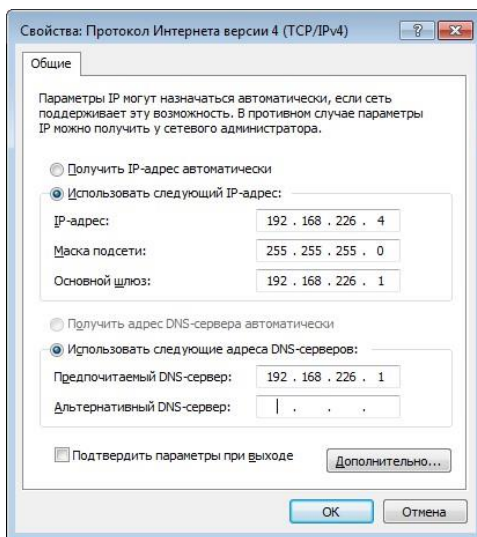 Свойства: Протокол Интернета версии 4 (TCP/IPv4)
Общие
Параметры IP могут назначаться автоматически, если сеть
поддерживает эту возможность. В противном случае параметры
IP можно получить у сетевого администратора.
Получить IP-адрес автоматически
Использовать следующий IP-адрес:
IP-адрес: 192 . 168 . 226 . 4
Маска подсети: 255 . 255 . 255 . 0
Основной шлюз: 192 . 168 . 226 . 1
Получить адрес DNS-сервера автоматически
Использовать следующие адреса DNS-серверов:
Предпочитаемый DNS-сервер: 192 . 168 . 226 . 1
Альтернативный DNS-сервер: . . .
Подтвердить параметры при выходе
Дополнительно...
OK Отмена